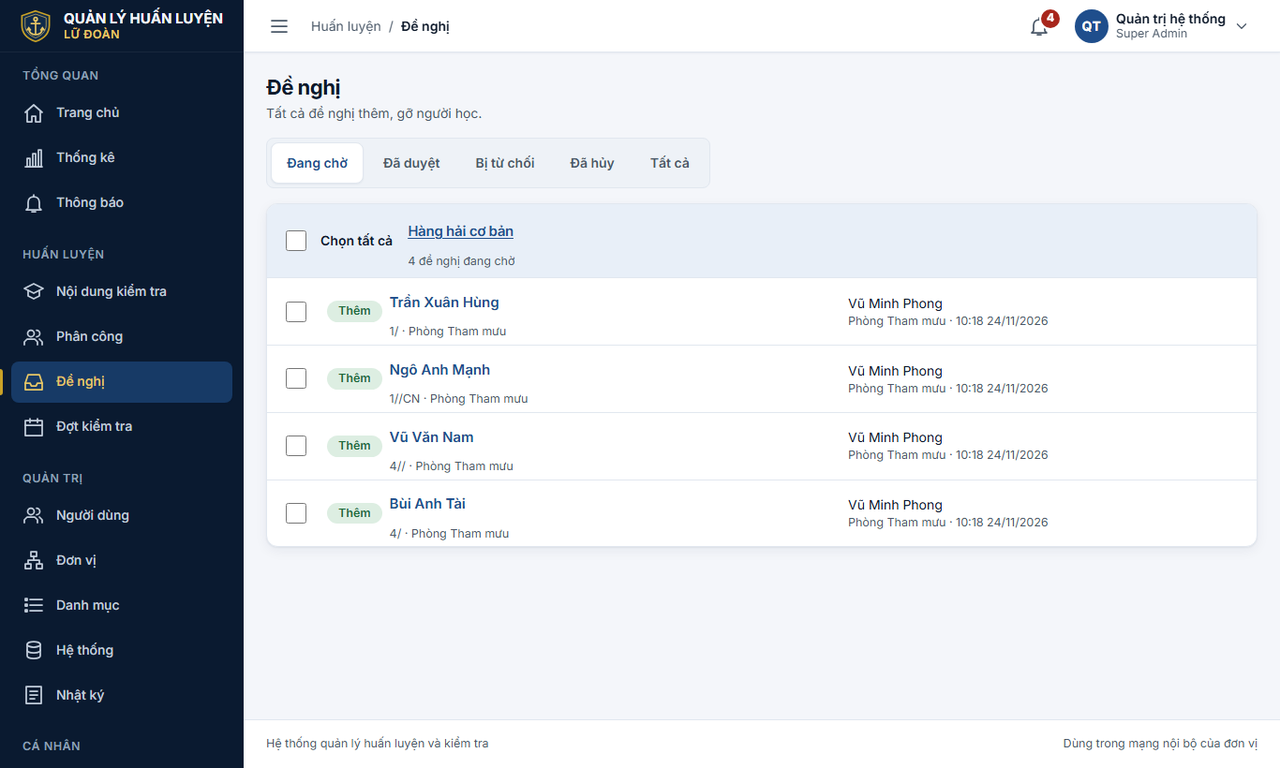 QUẢN LÝ HUẤN LUYỆN
LỮ ĐOÀN
TỔNG QUAN
Trang chủ
Thống kê
Thông báo
HUẤN LUYỆN
Nội dung kiểm tra
Phân công
Đề nghị
Đợt kiểm tra
QUẢN TRỊ
Người dùng
Đơn vị
Danh mục
Hệ thống
Nhật ký
CÁ NHÂN
Huấn luyện / Đề nghị
4
QT
Quản trị hệ thống
Super Admin
Đề nghị
Tất cả đề nghị thêm, gỡ người học.
Đang chờ Đã duyệt Bị từ chối Đã hủy Tất cả
Chọn tất cả
Hàng hải cơ bản
4 đề nghị đang chờ
Thêm
Trần Xuân Hùng
1/ · Phòng Tham mưu
Vũ Minh Phong
Phòng Tham mưu · 10:18 24/11/2026
Thêm
Ngô Anh Mạnh
1//CN · Phòng Tham mưu
Vũ Minh Phong
Phòng Tham mưu · 10:18 24/11/2026
Thêm
Vũ Văn Nam
4// · Phòng Tham mưu
Vũ Minh Phong
Phòng Tham mưu · 10:18 24/11/2026
Thêm
Bùi Anh Tài
4/ · Phòng Tham mưu
Vũ Minh Phong
Phòng Tham mưu · 10:18 24/11/2026
Hệ thống quản lý huấn luyện và kiểm tra
Dùng trong mạng nội bộ của đơn vị